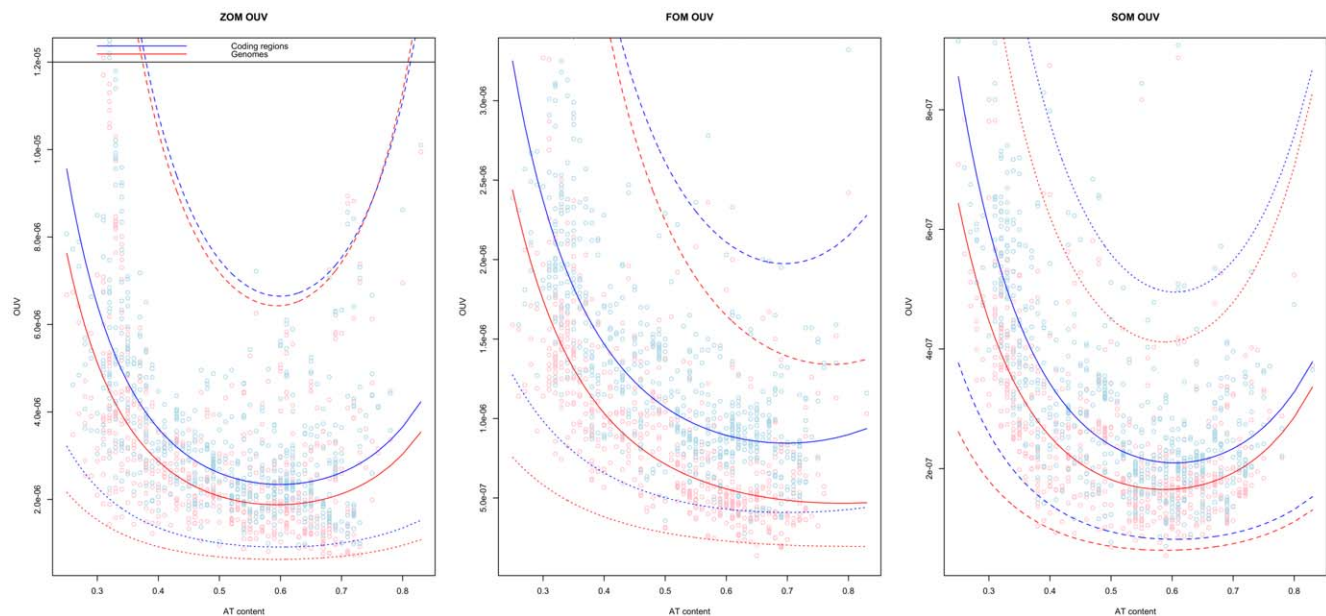 ZOM OUV
Coding regions
Genomes
OUV
1.2e-05
1.0e-05
8.0e-06
6.0e-06
4.0e-06
2.0e-06
0.3 0.4 0.5 0.6 0.7 0.8
AT content
FOM OUV
OUV
3.0e-06
2.5e-06
2.0e-06
1.5e-06
1.0e-06
5.0e-07
0.3 0.4 0.5 0.6 0.7 0.8
AT content
SOM OUV
OUV
8e-07
6e-07
4e-07
2e-07
0.3 0.4 0.5 0.6 0.7 0.8
AT content